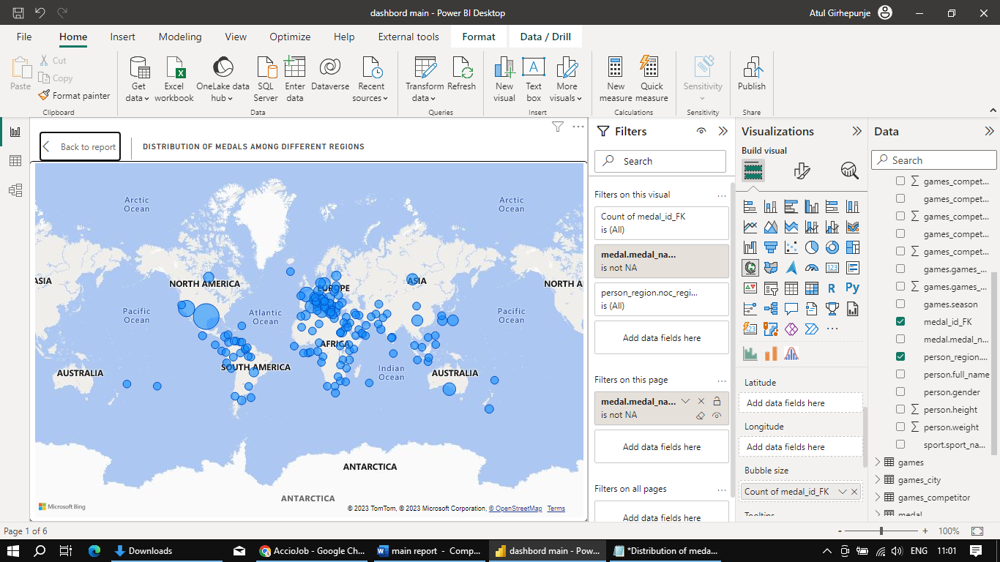 dashbord main - Power BI Desktop
Atul Girhepunje
File
Home
Insert
Modeling
View
Optimize
Help
External tools
Format
Data / Drill
Paste
Cut
Copy
Format painter
Clipboard
Get data
Excel workbook
OneLake data hub
SQL Server
Enter data
Dataverse
Recent sources
Data
Transform data
Refresh
Queries
New visual
Text box
More visuals
Insert
New measure
Quick measure
Calculations
Sensitivity
Sensitivity
Publish
Share
Back to report
DISTRIBUTION OF MEDALS AMONG DIFFERENT REGIONS
Arctic Ocean
Arctic Ocean
ASIA
NORTH AMERICA
EUROPE
ASIA
NORTH A
Pacific Ocean
Atlantic Ocean
Pacific Ocean
AFRICA
SOUTH AMERICA
Indian Ocean
AUSTRALIA
AUSTRALIA
ANTARCTICA
ANTARCTICA
Microsoft Bing
© 2023 TomTom, © 2023 Microsoft Corporation, © OpenStreetMap Terms
Filters
Search
Filters on this visual
...
Count of medal_id_FK
is (All)
medal.medal_na...
is not NA
person_region.noc_regi...
is (All)
Add data fields here
Filters on this page
...
medal.medal_na...
is not NA
Add data fields here
Filters on all pages
...
Add data fields here
Visualizations
Build visual
R
Py
123
123
...
Latitude
Add data fields here
Longitude
Add data fields here
Bubble size
Count of medal_id_FK
Tooltips
Data
Search
games_compet...
games_compet...
games_compet...
games_compet...
games_compet...
games.games_...
games.games_...
games.season
medal_id_FK
medal.medal_n...
person_region....
person.full_name
person.gender
person.height
person.weight
sport.sport_na...
games
games_city
games_competitor
medal
Page 1 of 6
- + 100%
Downloads
AccioJob - Google Ch...
main report - Comp...
dashbord main - Pow...
*Distribution of meda...
ENG
11:01